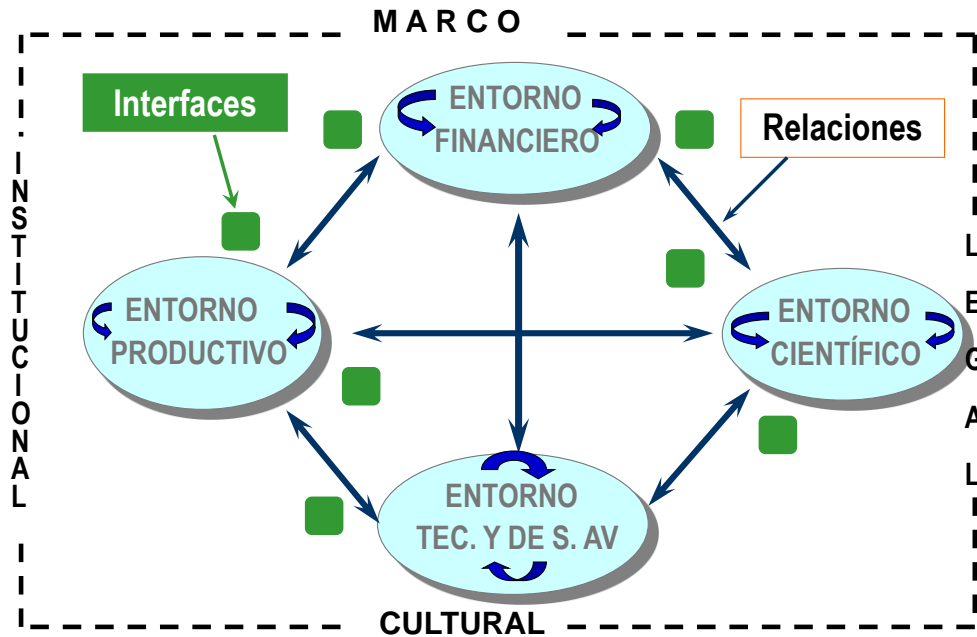 MARCO
Interfaces
ENTORNO
FINANCIERO
Relaciones
INSTITUCIONAL
LEGAL
ENTORNO
PRODUCTIVO
ENTORNO
CIENTÍFICO
ENTORNO
TEC. Y DE S. AV
CULTURAL